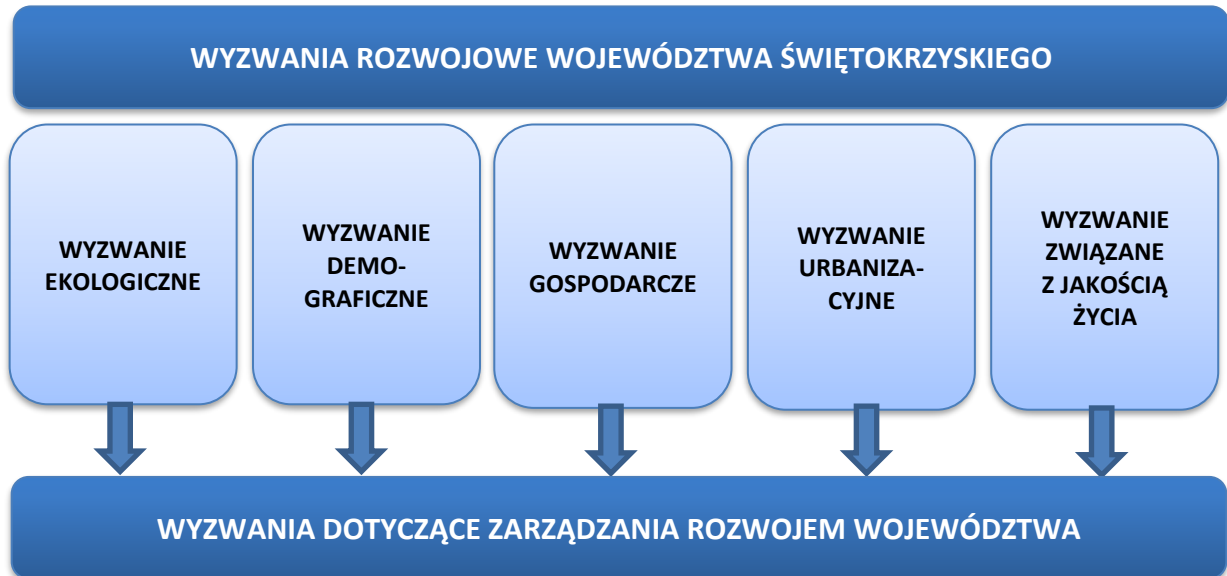 WYZWANIA ROZWOJOWE WOJEWÓDZTWA ŚWIĘTOKRZYSKIEGO
WYZWANIE
EKOLOGICZNE
WYZWANIE
DEMO-
GRAFICZNE
WYZWANIE
GOSPODARCZE
WYZWANIE
URBANIZA-
CYJNE
WYZWANIE
ZWIĄZANE
Z JAKOŚCIĄ
ŻYCIA
WYZWANIA DOTYCZĄCE ZARZĄDZANIA ROZWOJEM WOJEWÓDZTWA